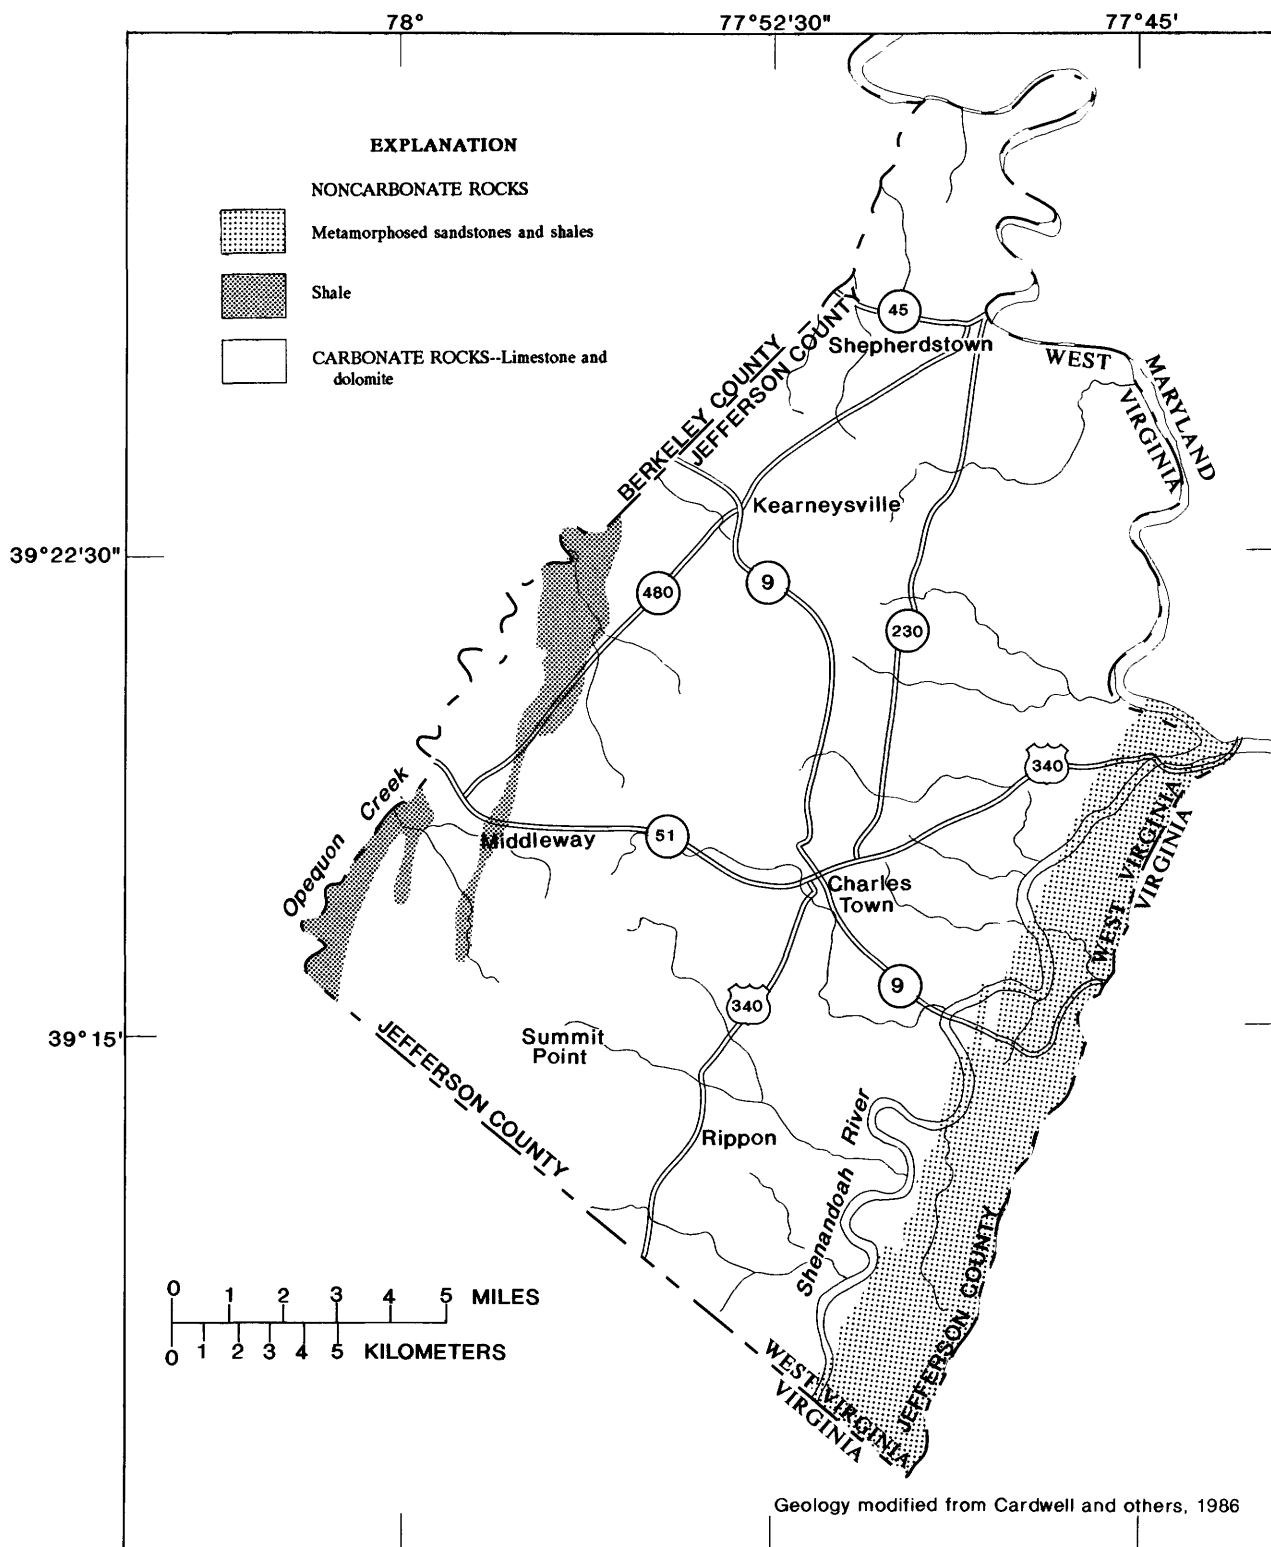 78°
77°52'30"
77°45'
EXPLANATION
NONCARBONATE ROCKS
Metamorphosed sandstones and shales
Shale
CARBONATE ROCKS--Limestone and
dolomite
45
Shepherdstown
WEST
VIRGINIA
MARYLAND
BERKELEY COUNTY
JEFFERSON COUNTY
Kearneysville
39°22'30"
480
9
230
340
Opequon Creek
Middleway
51
Charles
Town
WEST VIRGINIA
VIRGINIA
9
340
39°15'
Summit
Point
JEFFERSON COUNTY
Rippon
Shenandoah River
JEFFERSON COUNTY
0 1 2 3 4 5 MILES
0 1 2 3 4 5 KILOMETERS
WEST VIRGINIA
VIRGINIA
Geology modified from Cardwell and others, 1986